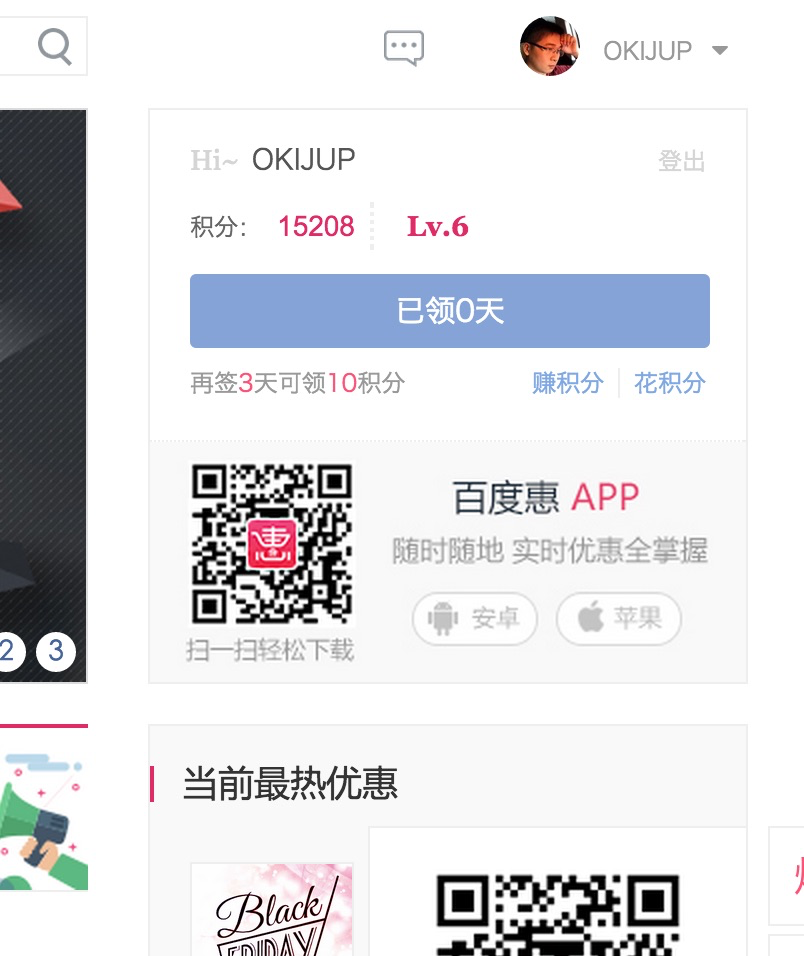 OKIJUP
Hi~ OKIJUP
登出
积分: 15208 Lv.6
已领0天
再签3天可领10积分
赚积分 花积分
惠
百度惠 APP
随时随地 实时优惠全掌握
安卓 苹果
扫一扫轻松下载
2 3
当前最热优惠
Black
FRIDAY